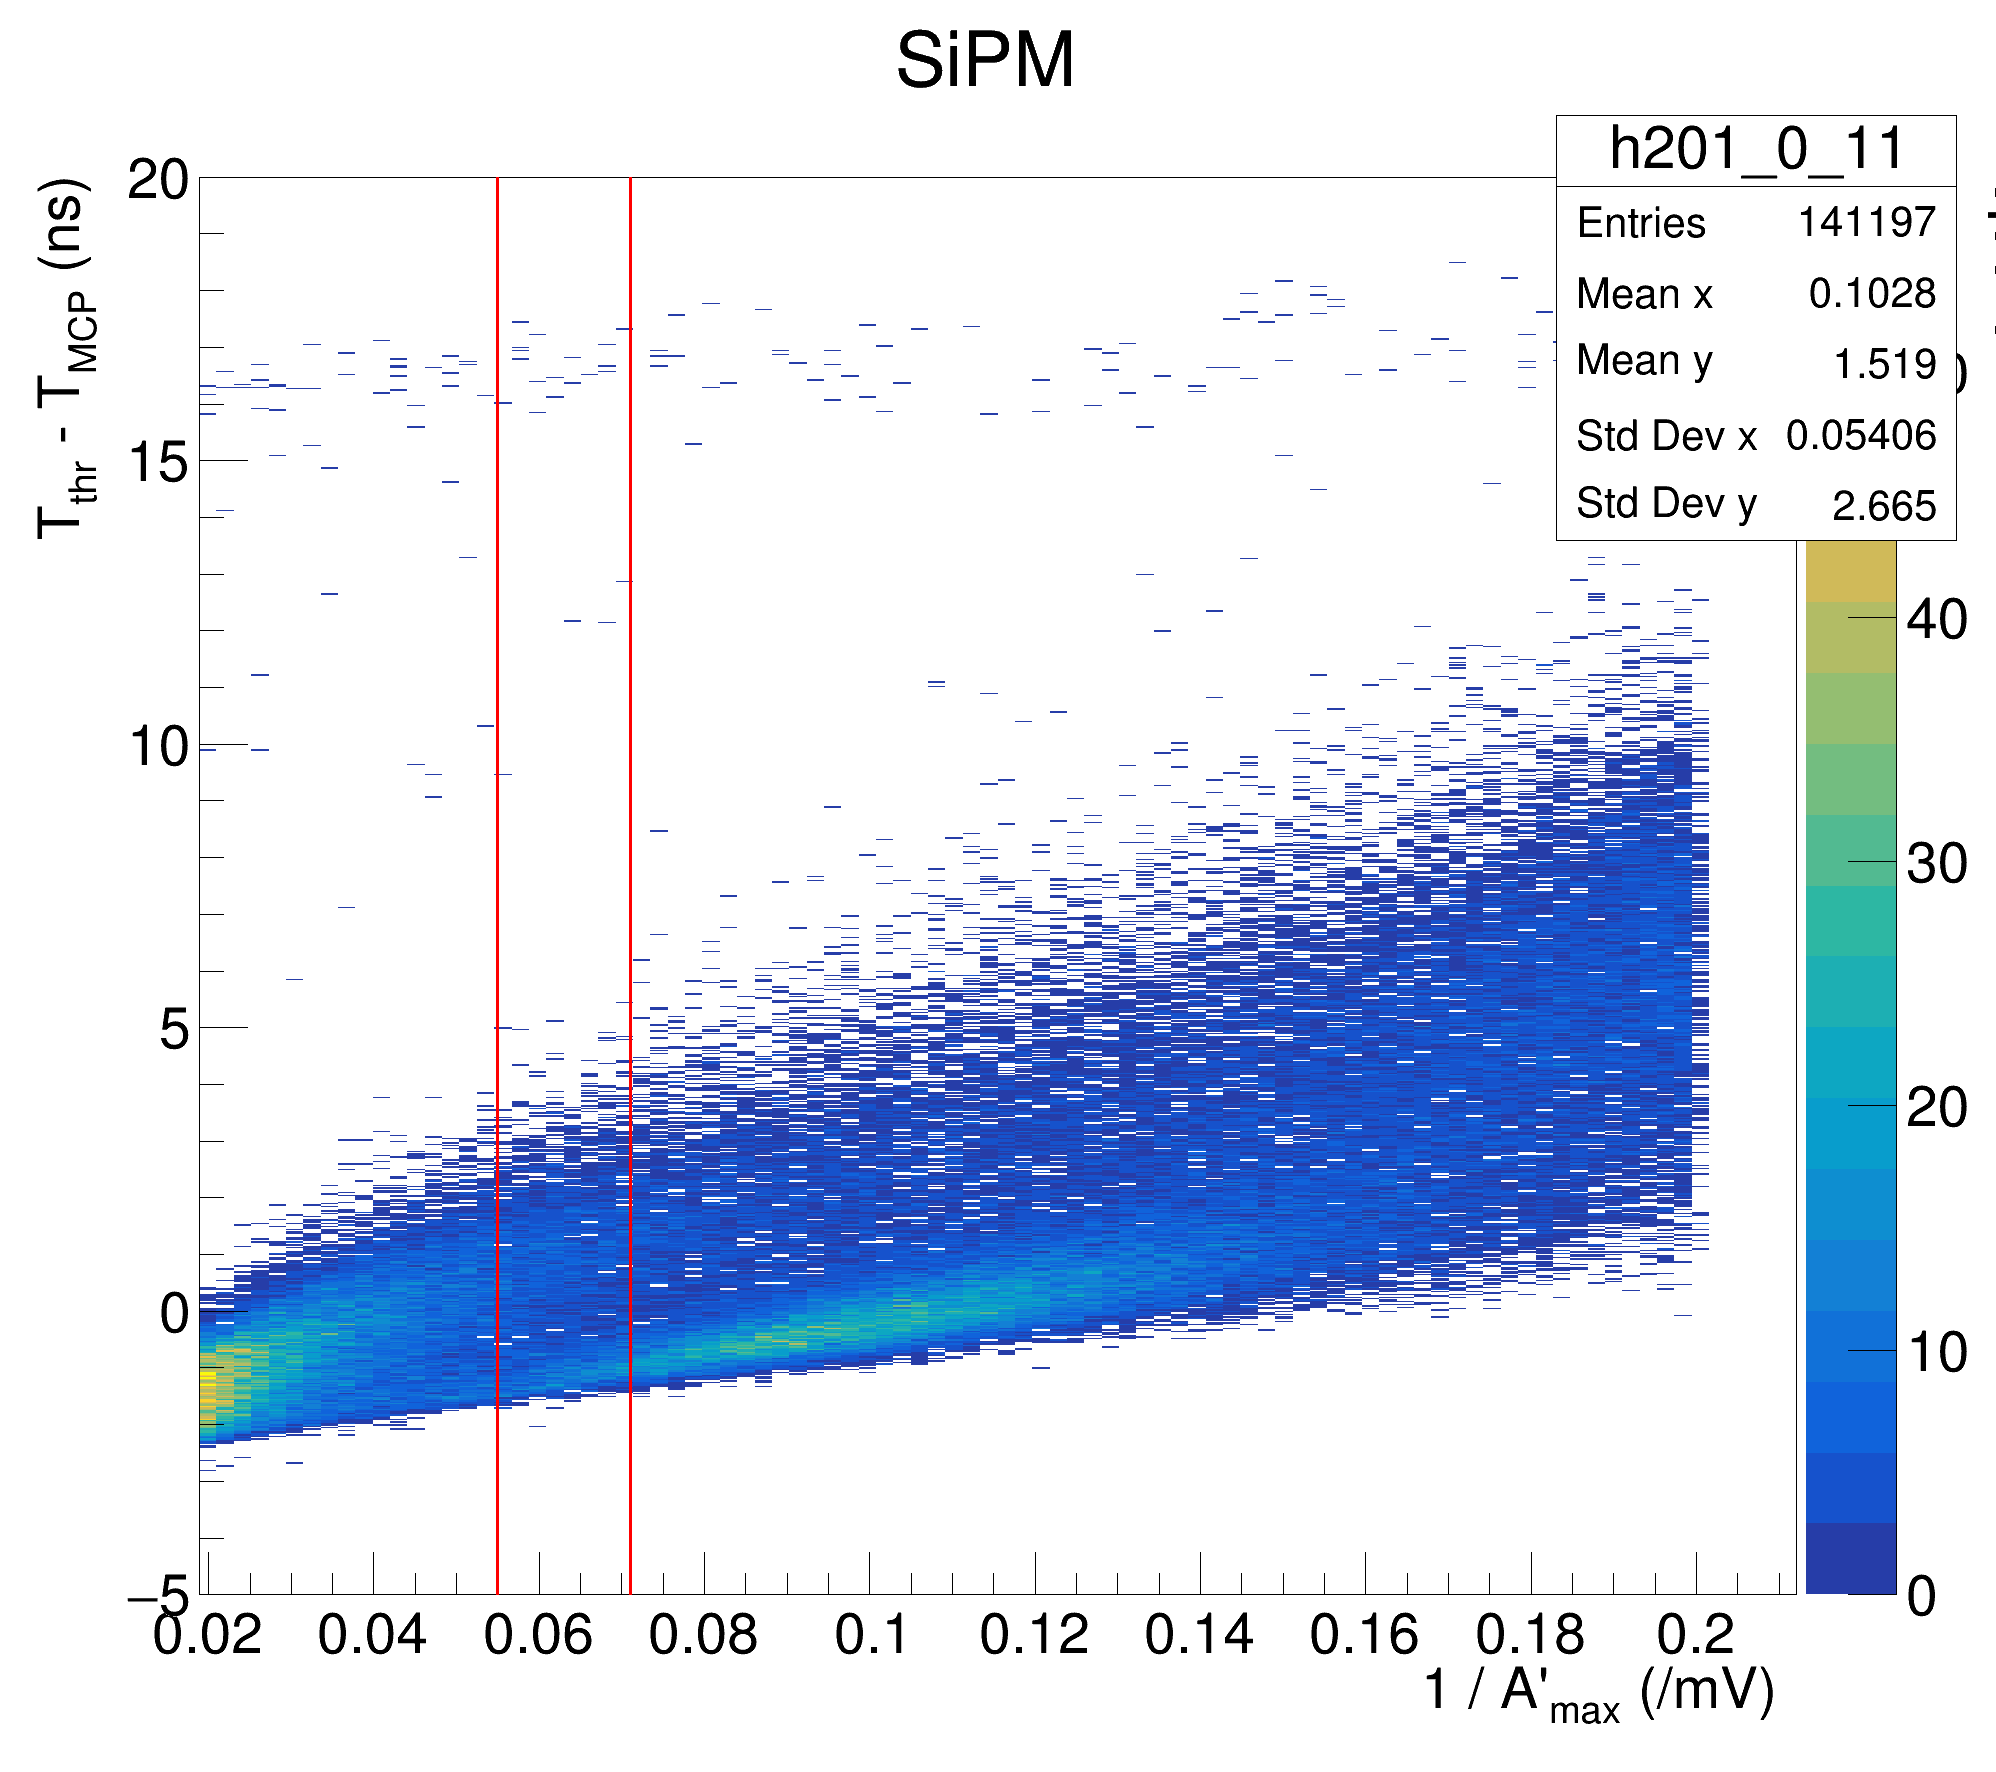 SiPM
h201_0_11
Entries 141197
Mean x 0.1028
Mean y 1.519
Std Dev x 0.05406
Std Dev y 2.665
T_thr - T_MCP (ns)
20
15
10
5
0
−5
0.02 0.04 0.06 0.08 0.1 0.12 0.14 0.16 0.18 0.2
1 / A'_max (/mV)
40
30
20
10
0